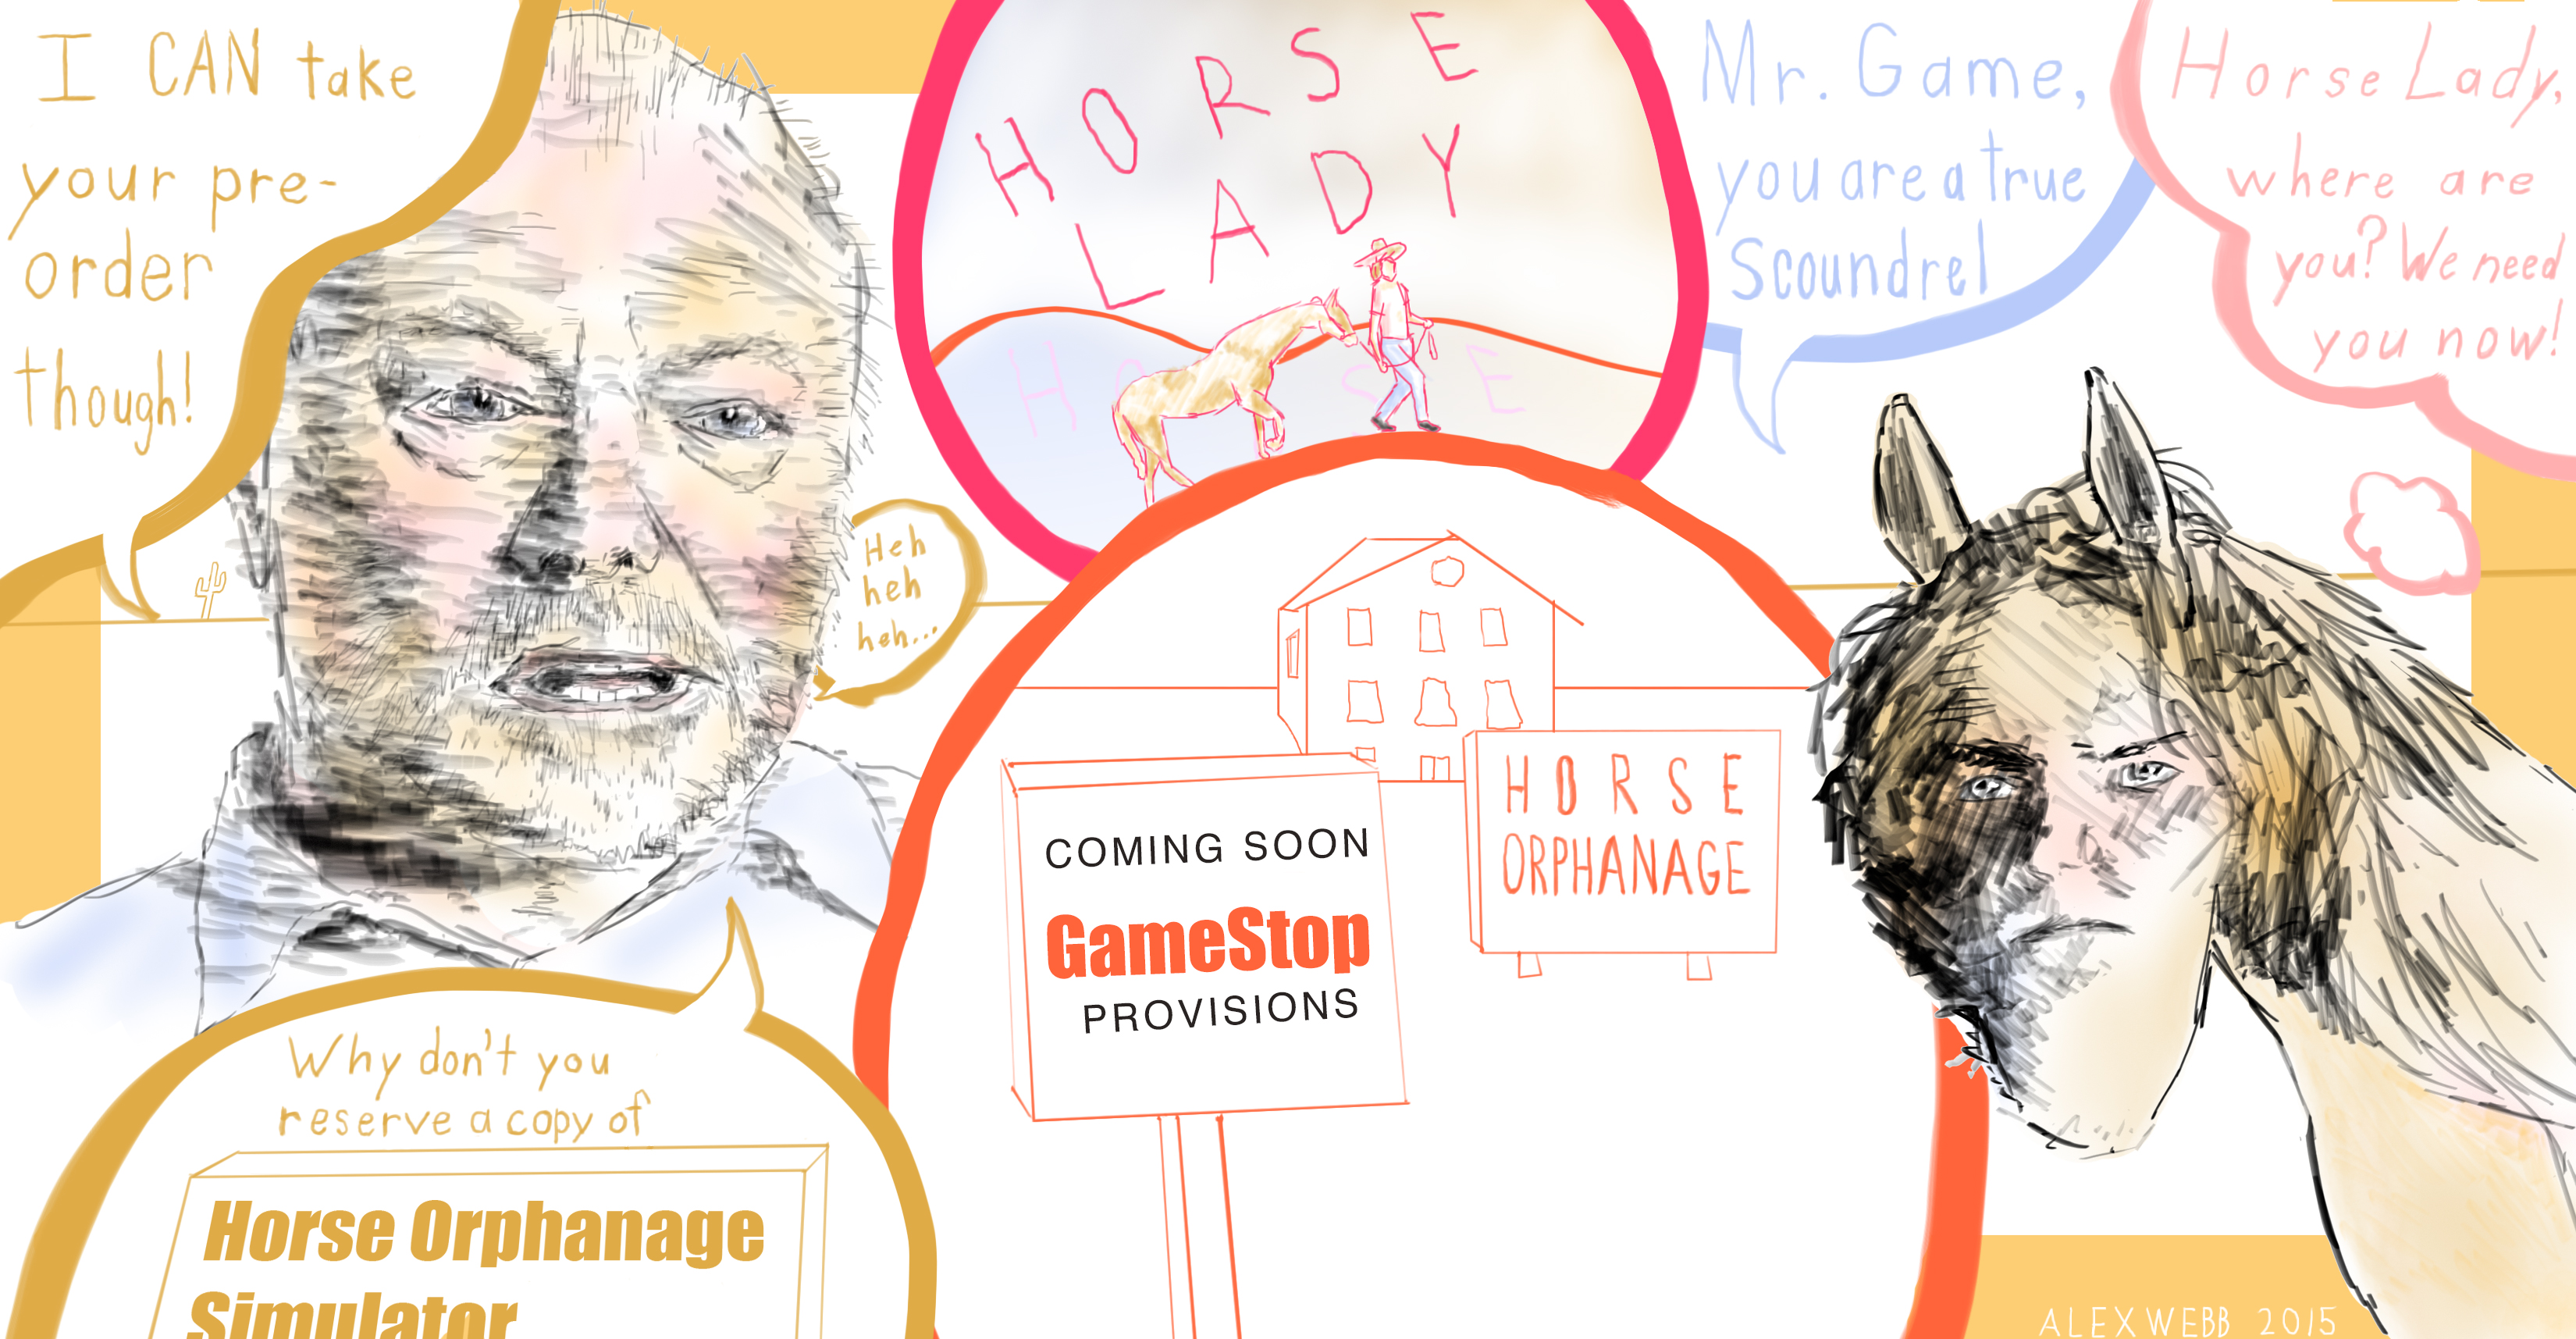 I CAN take
your pre-
order
though!
Heh
heh
heh...
Why don't you
reserve a copy of
Horse Orphanage
Simulator
HORSE
LADY
HORSE
COMING SOON
GameStop
PROVISIONS
HORSE
ORPHANAGE
Mr. Game,
you are a true
Scoundrel
Horse Lady,
where are
you? We need
you now!
ALEX WEBB 2015